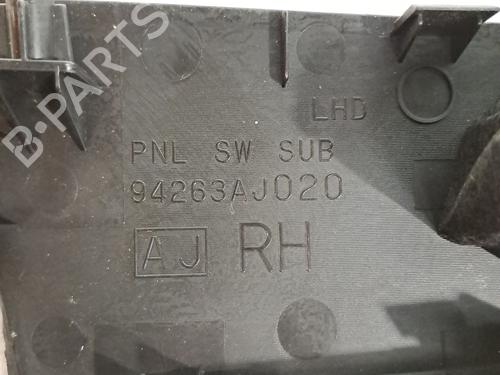 B-PARTS
LHD
PNL SW SUB
94263AJ020
AJ RH